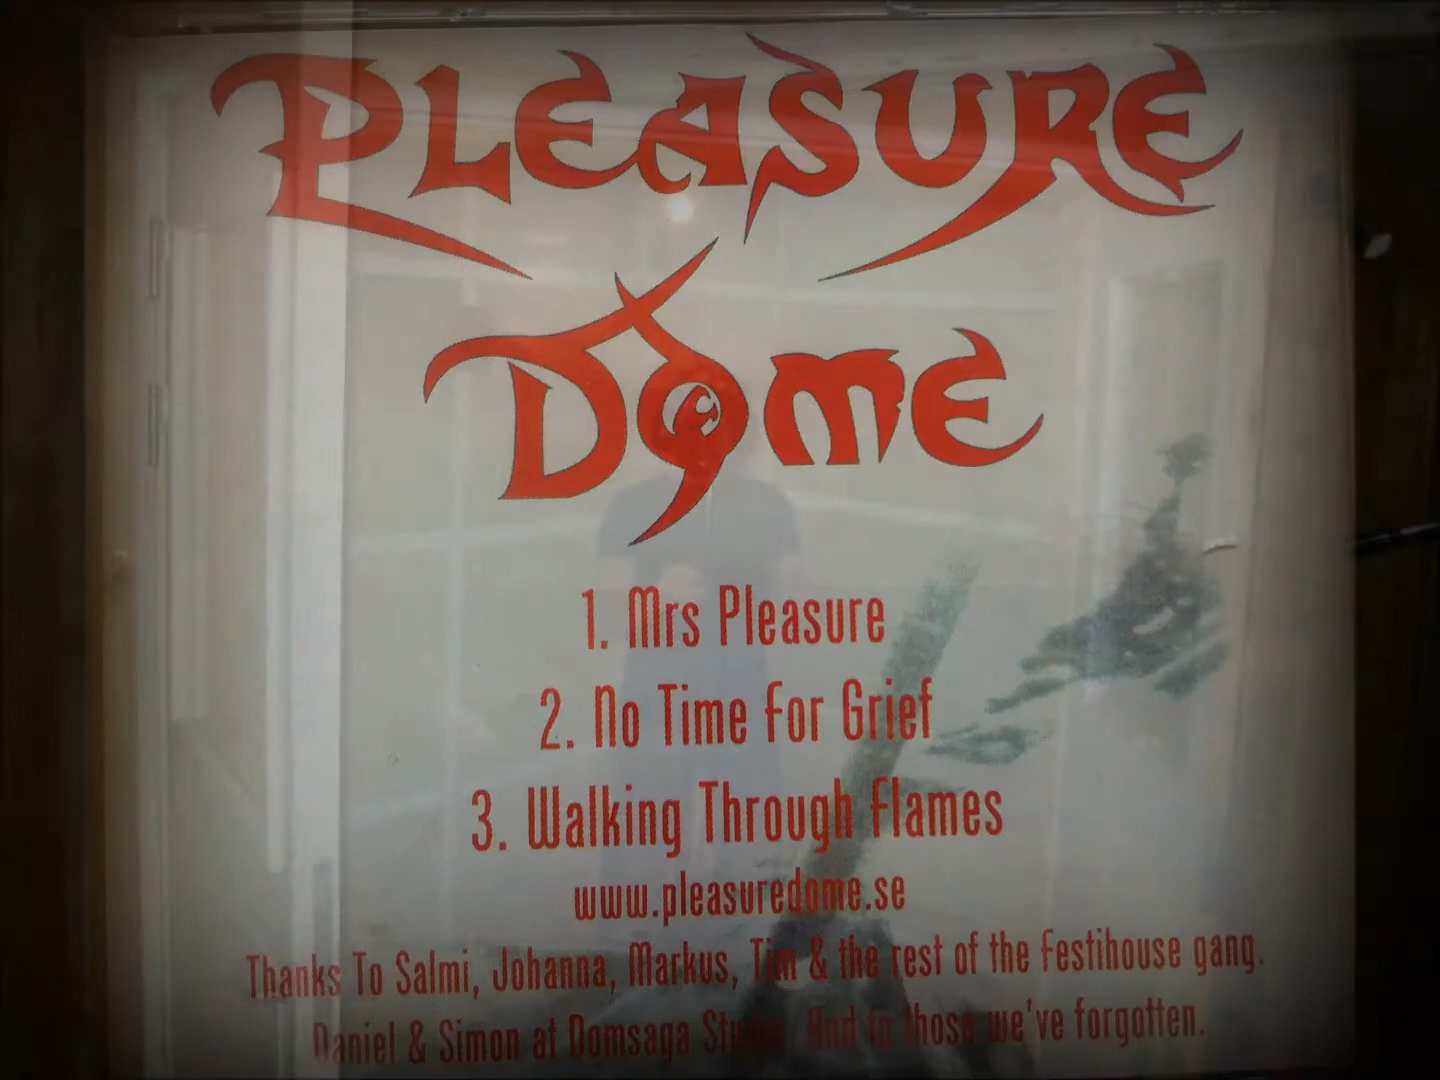 Pleasure
Dome
1. Mrs Pleasure
2. No Time For Grief
3. Walking Through Flames
www.pleasuredome.se
Thanks To Salmi, Johanna, Markus, Tim & the rest of the Festihouse gang.
Daniel & Simon at Domsaga Studio. And to those we've forgotten.